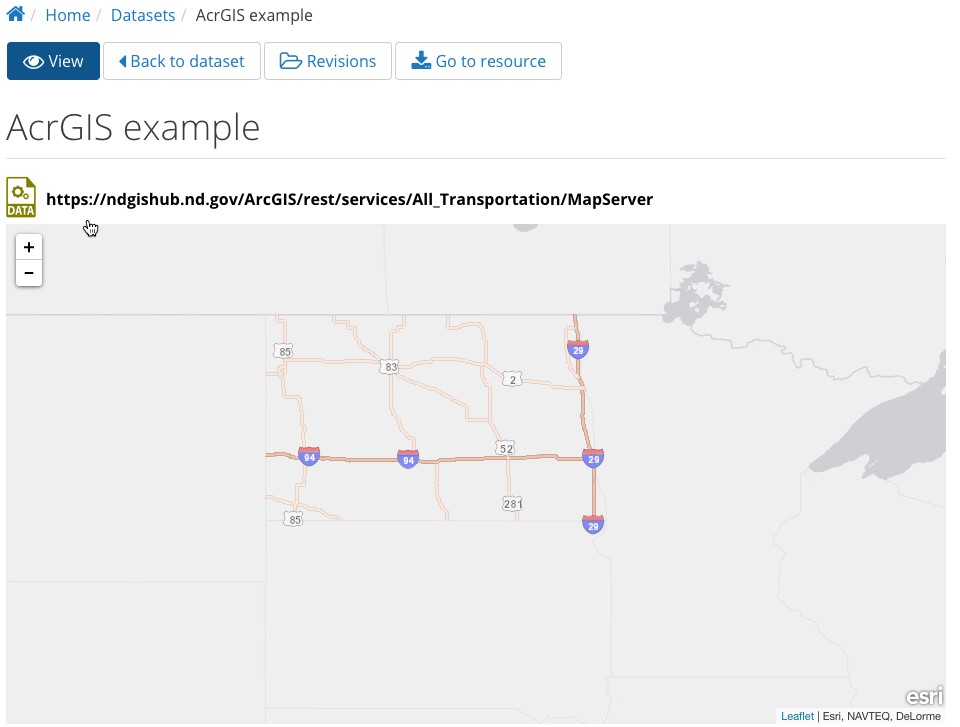 / Home / Datasets / AcrGIS example
View Back to dataset Revisions Go to resource
AcrGIS example
DATA https://ndgishub.nd.gov/ArcGIS/rest/services/All_Transportation/MapServer
+
−
85
29
83
2
52
94
94
29
281
85
29
esri
Leaflet | Esri, NAVTEQ, DeLorme